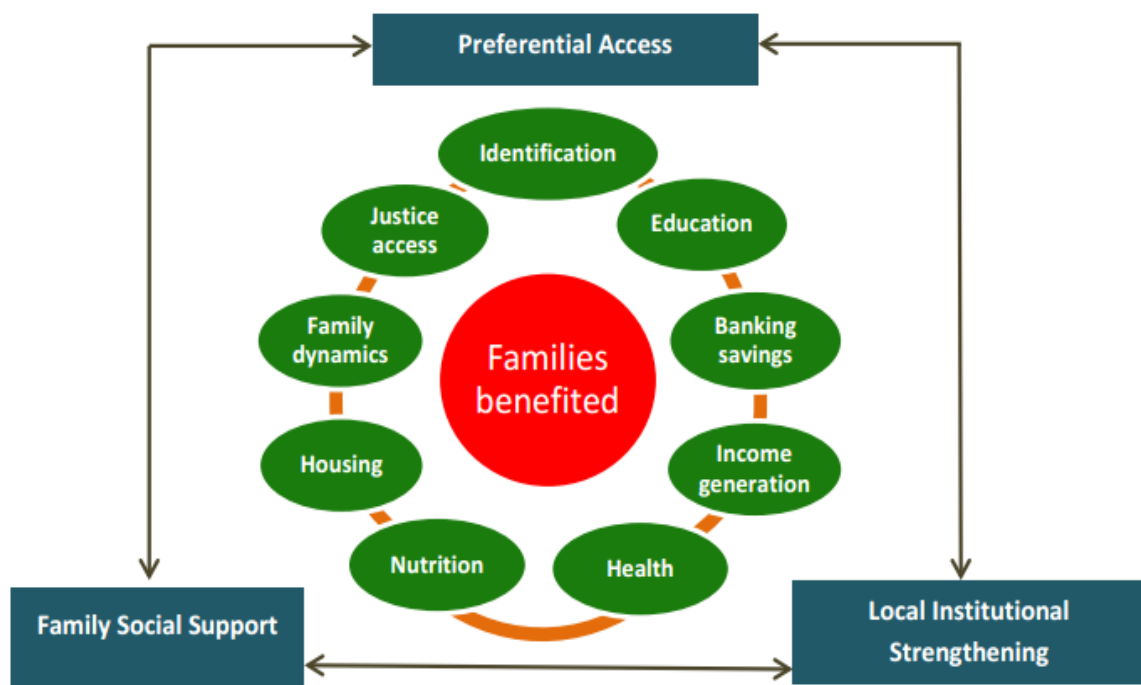 Preferential Access
Identification
Justice
access
Education
Family
dynamics
Families
benefited
Banking
savings
Housing
Income
generation
Nutrition
Health
Family Social Support
Local Institutional
Strengthening